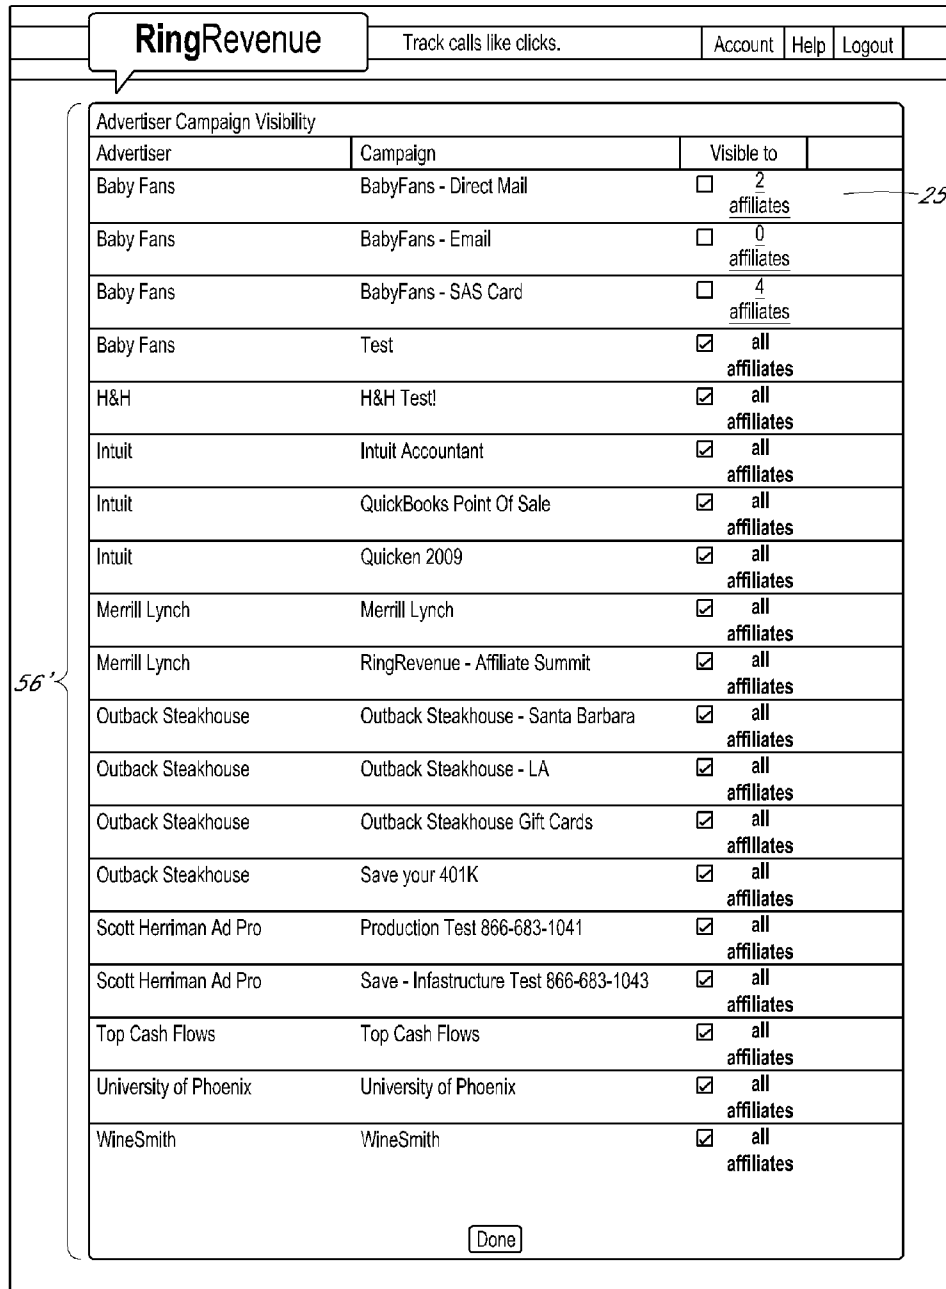 RingRevenue Track calls like clicks. Account Help Logout
Advertiser Campaign Visibility
Advertiser Campaign Visible to
Baby Fans BabyFans - Direct Mail 2
affiliates
25
Baby Fans BabyFans - Email 0
affiliates
Baby Fans BabyFans - SAS Card 4
affiliates
Baby Fans Test all
affiliates
H&H H&H Test! all
affiliates
Intuit Intuit Accountant all
affiliates
Intuit QuickBooks Point Of Sale all
affiliates
Intuit Quicken 2009 all
affiliates
Merrill Lynch Merrill Lynch all
affiliates
Merrill Lynch RingRevenue - Affiliate Summit all
affiliates
56'
Outback Steakhouse Outback Steakhouse - Santa Barbara all
affiliates
Outback Steakhouse Outback Steakhouse - LA all
affiliates
Outback Steakhouse Outback Steakhouse Gift Cards all
affiliates
Outback Steakhouse Save your 401K all
affiliates
Scott Herriman Ad Pro Production Test 866-683-1041 all
affiliates
Scott Herriman Ad Pro Save - Infastructure Test 866-683-1043 all
affiliates
Top Cash Flows Top Cash Flows all
affiliates
University of Phoenix University of Phoenix all
affiliates
WineSmith WineSmith all
affiliates
Done